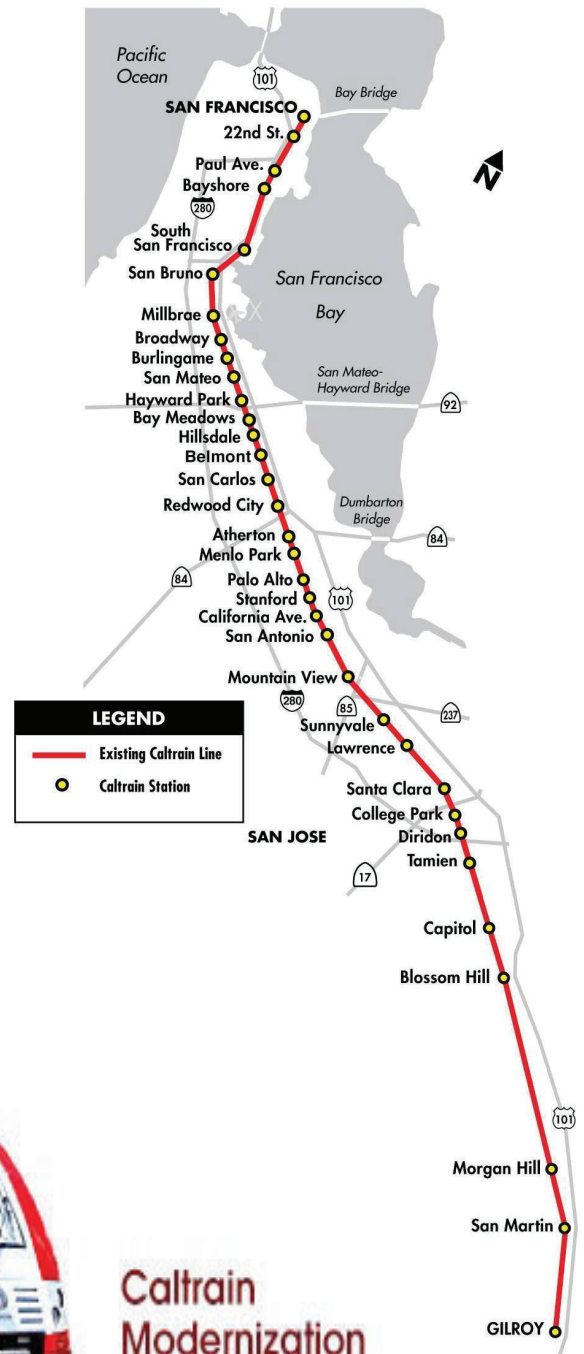 Pacific
Ocean
101
Bay Bridge
SAN FRANCISCO
22nd St.
Paul Ave.
Bayshore
N
280
South
San Francisco
San Bruno
San Francisco
Bay
Millbrae
Broadway
Burlingame
San Mateo
San Mateo-
Hayward Bridge
Hayward Park
92
Bay Meadows
Hillsdale
Belmont
San Carlos
Redwood City
Dumbarton
Bridge
Atherton
84
Menlo Park
84
Palo Alto
Stanford
101
California Ave.
San Antonio
Mountain View
280
85
237
Sunnyvale
Lawrence
LEGEND
Existing Caltrain Line
Caltrain Station
Santa Clara
College Park
SAN JOSE
Diridon
Tamien
17
Capitol
Blossom Hill
101
Morgan Hill
San Martin
GILROY
Caltrain
Modernization